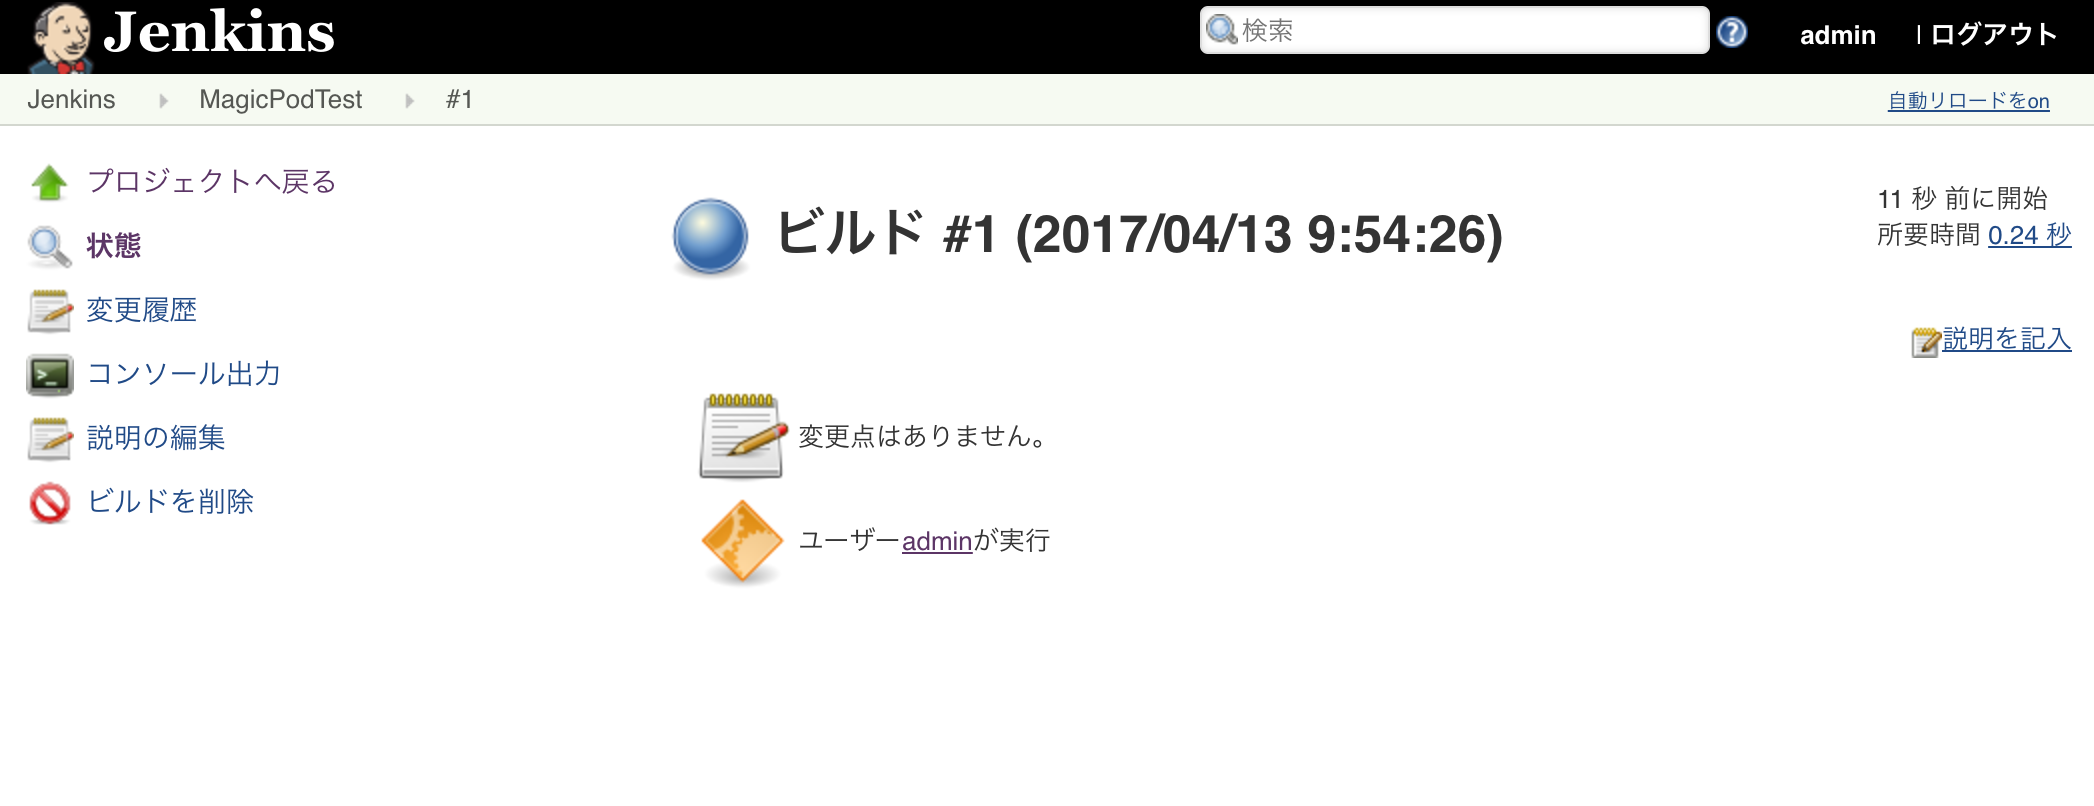 Jenkins
検索
admin | ログアウト
Jenkins MagicPodTest #1
自動リロードをon
プロジェクトへ戻る
状態
変更履歴
コンソール出力
説明の編集
ビルドを削除
ビルド #1 (2017/04/13 9:54:26)
11 秒 前に開始
所要時間 0.24 秒
説明を記入
変更点はありません。
ユーザーadminが実行